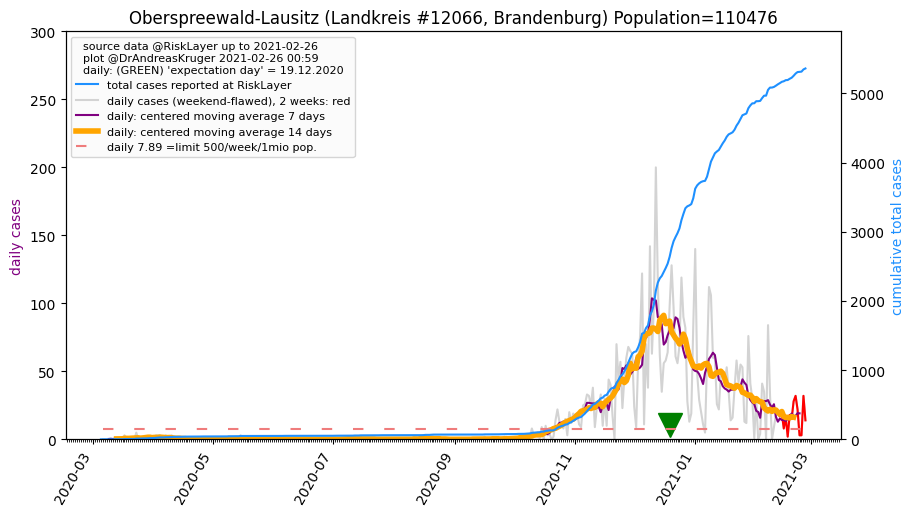 Oberspreewald-Lausitz (Landkreis #12066, Brandenburg) Population=110476
source data @RiskLayer up to 2021-02-26
plot @DrAndreasKruger 2021-02-26 00:59
daily: (GREEN) 'expectation day' = 19.12.2020
total cases reported at RiskLayer
daily cases (weekend-flawed), 2 weeks: red
daily: centered moving average 7 days
daily: centered moving average 14 days
daily 7.89 =limit 500/week/1mio pop.
daily cases
300
250
200
150
100
50
0
cumulative total cases
5000
4000
3000
2000
1000
0
2020-03
2020-05
2020-07
2020-09
2020-11
2021-01
2021-03